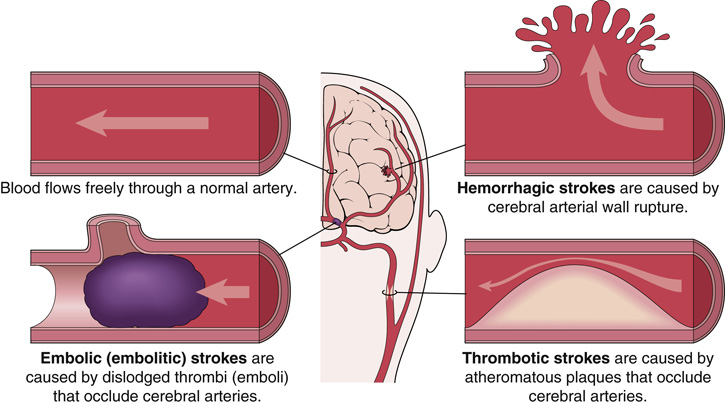 Blood flows freely through a normal artery.
Hemorrhagic strokes are caused by
cerebral arterial wall rupture.
Embolic (embolitic) strokes are
caused by dislodged thrombi (emboli)
that occlude cerebral arteries.
Thrombotic strokes are caused by
atheromatous plaques that occlude
cerebral arteries.